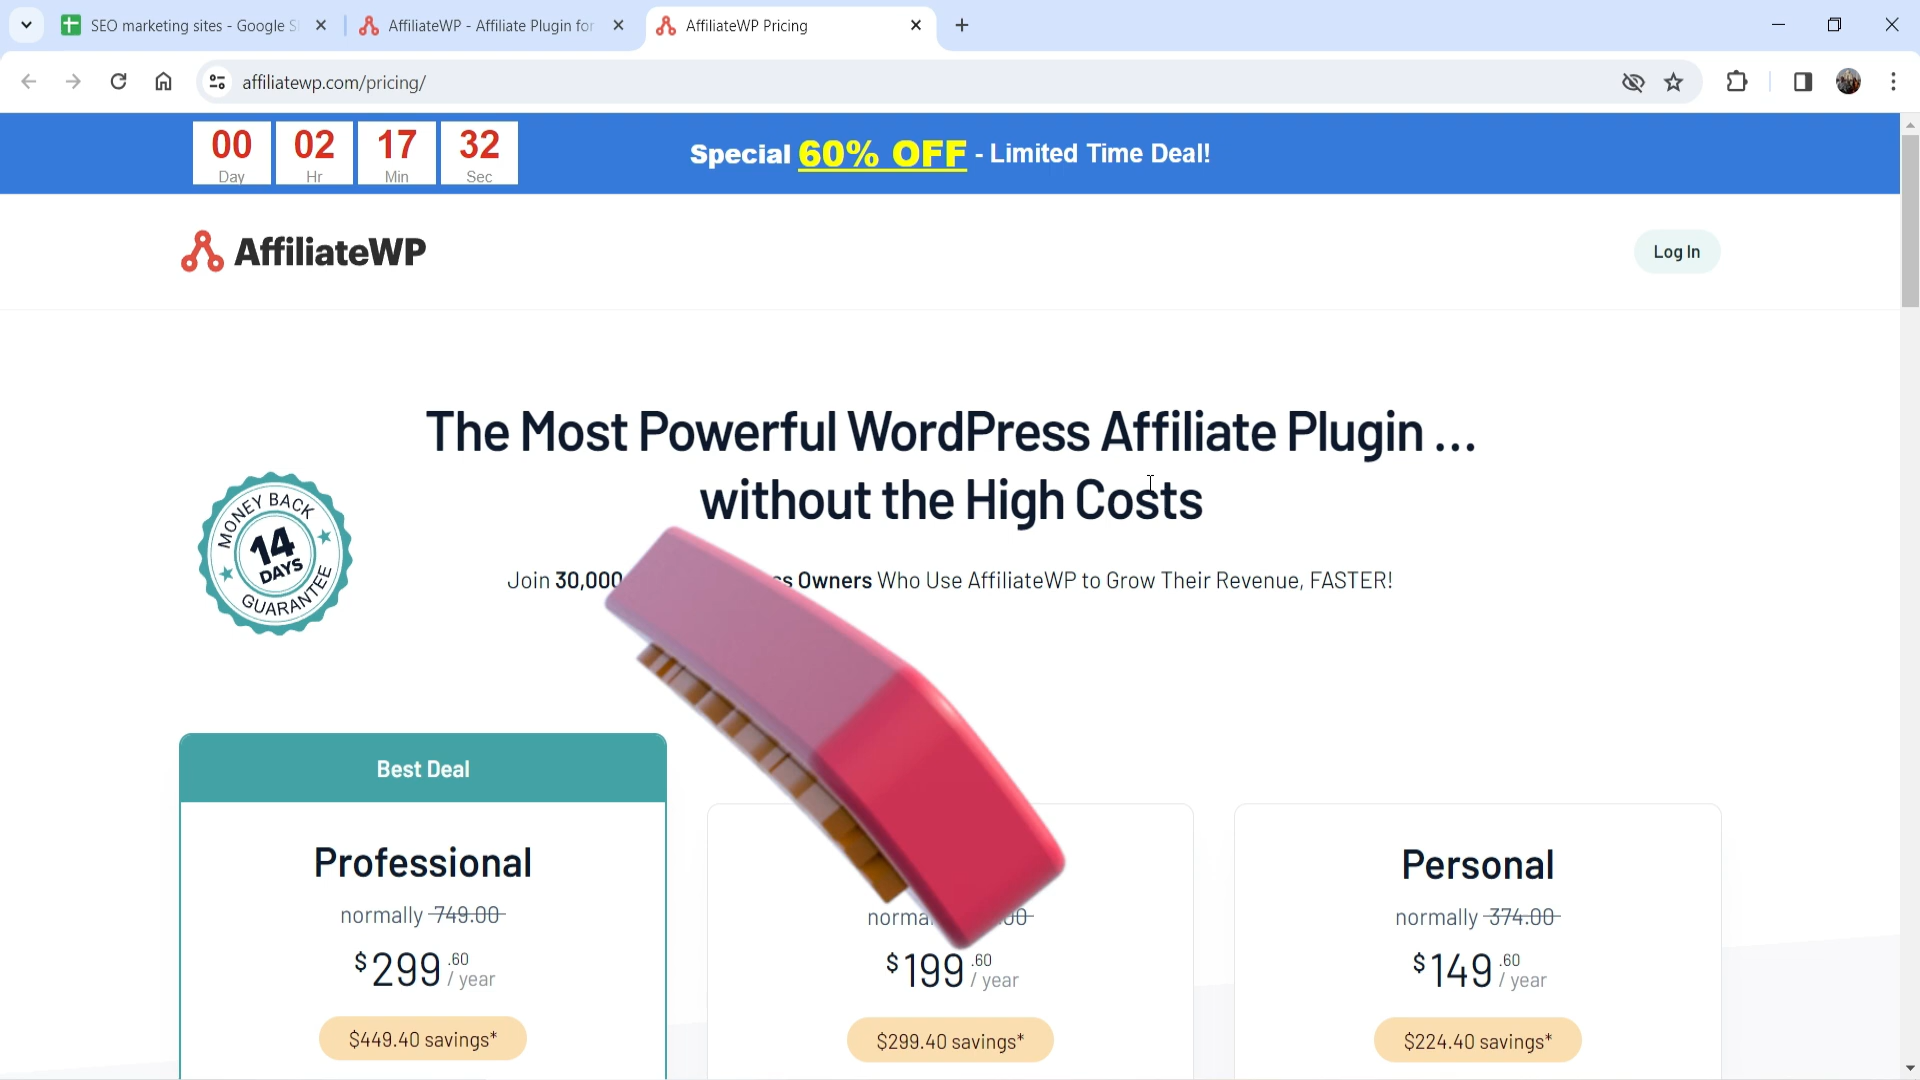 SEO marketing sites - Google S
AffiliateWP - Affiliate Plugin for
AffiliateWP Pricing
affiliatewp.com/pricing/
00 02 17 32
Day Hr Min Sec
Special 60% OFF - Limited Time Deal!
AffiliateWP
Log In
The Most Powerful WordPress Affiliate Plugin ...
without the High Costs
MONEY BACK
14
DAYS
GUARANTEE
Join 30,000 Owners Who Use AffiliateWP to Grow Their Revenue, FASTER!
Best Deal
Professional
normally 749.00
$299.60 / year
$449.40 savings*
$199.60 / year
$299.40 savings*
Personal
normally 374.00
$149.60 / year
$224.40 savings*